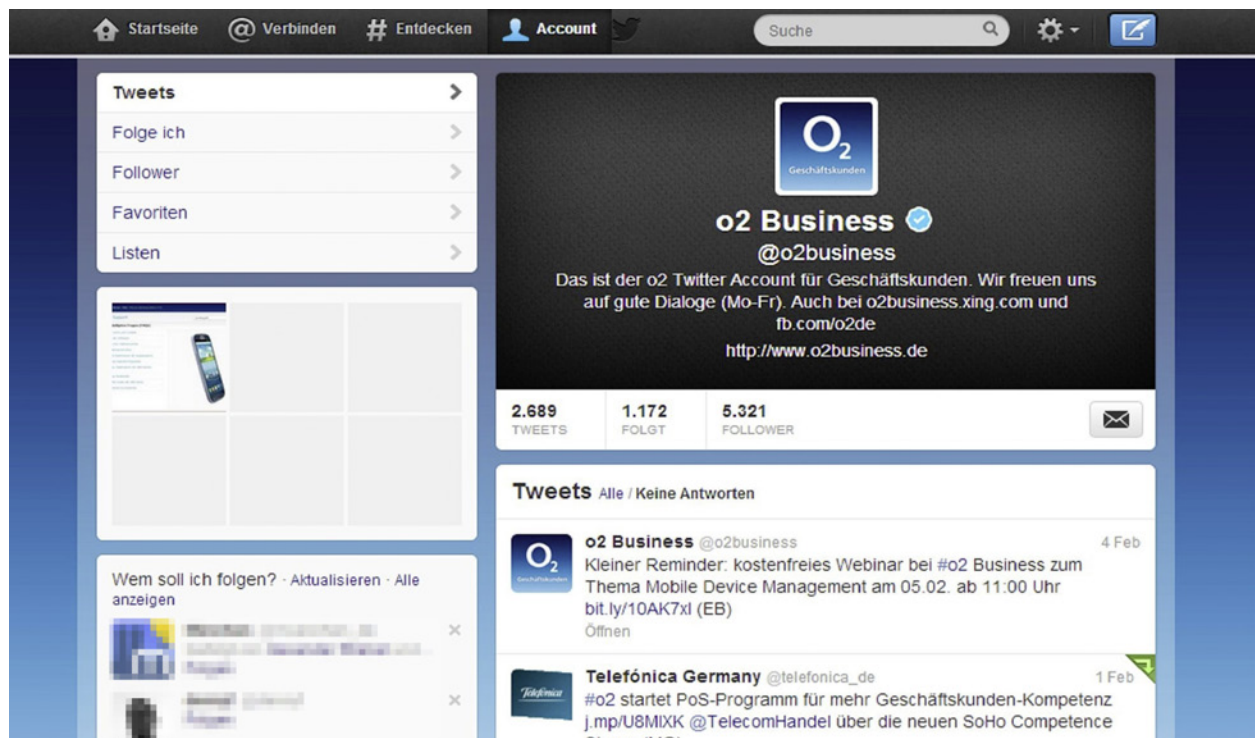 Startseite
@ Verbinden
# Entdecken
Account
Suche
Tweets
Folge ich
Follower
Favoriten
Listen
Wem soll ich folgen? · Aktualisieren · Alle
anzeigen
O2
Geschäftskunden
o2 Business
@o2business
Das ist der o2 Twitter Account für Geschäftskunden. Wir freuen uns
auf gute Dialoge (Mo-Fr). Auch bei o2business.xing.com und
fb.com/o2de
http://www.o2business.de
2.689
TWEETS
1.172
FOLGT
5.321
FOLLOWER
Tweets Alle / Keine Antworten
O2
Geschäftskunden
o2 Business @o2business 4 Feb
Kleiner Reminder: kostenfreies Webinar bei #o2 Business zum
Thema Mobile Device Management am 05.02. ab 11:00 Uhr
bit.ly/10AK7xI (EB)
Öffnen
Telefónica
Telefónica Germany @telefonica_de 1 Feb
#o2 startet PoS-Programm für mehr Geschäftskunden-Kompetenz
j.mp/U8MIXK @TelecomHandel über die neuen SoHo Competence